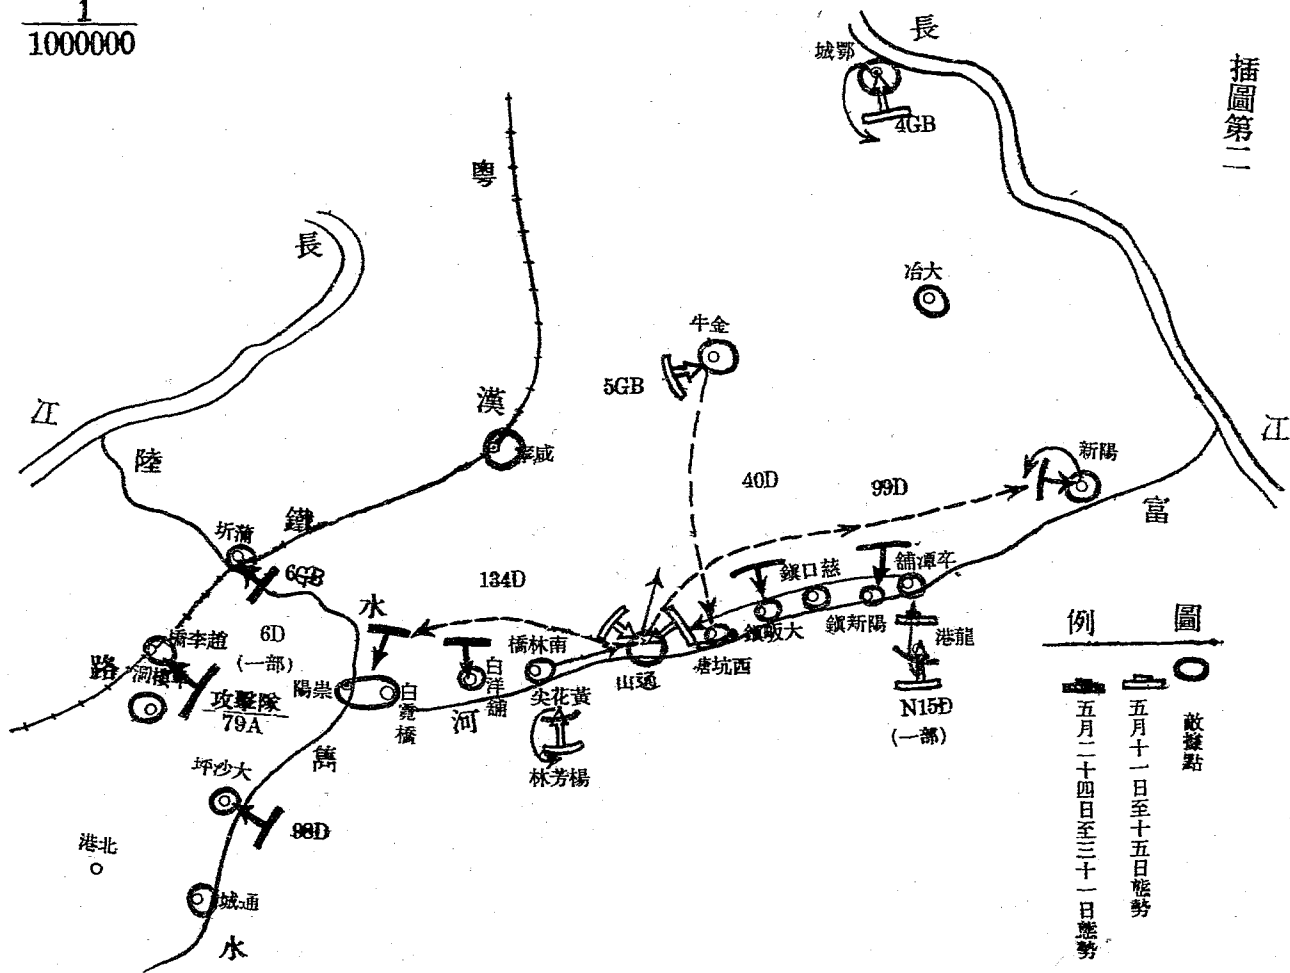 1
1000000
插圖第二
長
江
長
江
粵
漢
鐵
路
陸
水
雋
水
富
河
城鄂
4GB
冶大
牛金
5GB
寧咸
40D
99D
新陽
圻蒲
6GB
134D
6D
(一部)
橋李趙
攻擊隊
79A
陽崇
白霓橋
白洋舖
橋林南
山通
塘坑西
鎮畈大
鎮口慈
鎮新陽
舖潭辛
港龍
N15D
(一部)
尖花黃
林芳楊
坪沙大
98D
港北
城通
圖例
敵據點
五月十一日至十五日態勢
五月二十四日至三十一日態勢